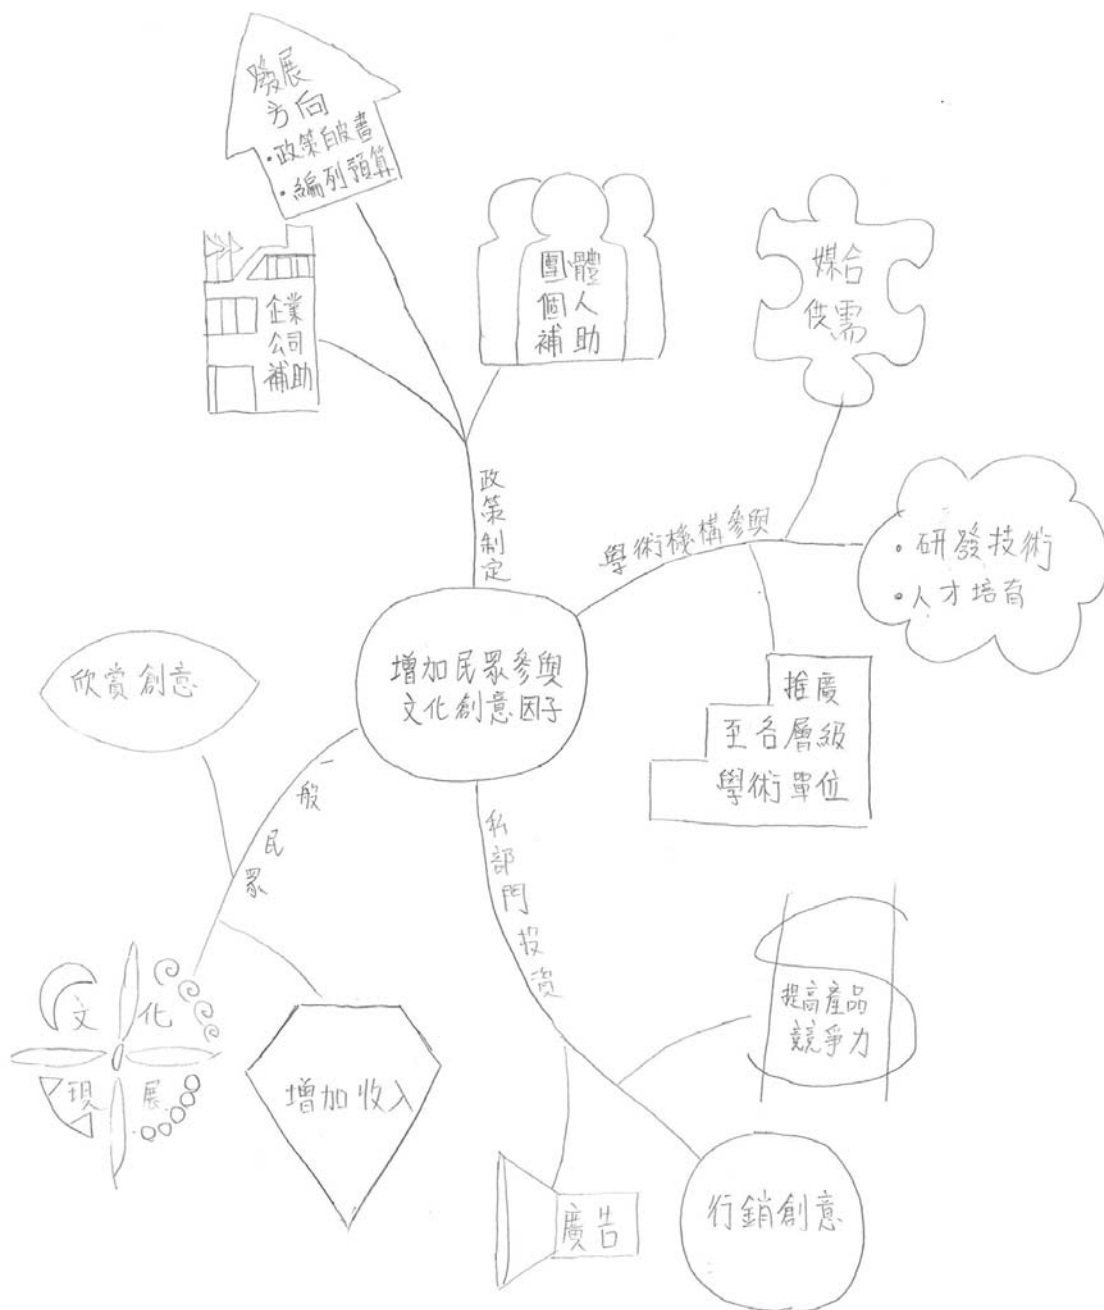 發展
方向
·政策白皮書
·編列預算
企業
公司
補助
團體
個人
補助
媒合
供需
政策制定
學術機構參與
·研發技術
·人才培育
推廣
至各層級
學術單位
增加民眾參與
文化創意因子
欣賞創意
一般民眾
文化
現展
增加收入
私部門投資
提高產品
競爭力
廣告
行銷創意